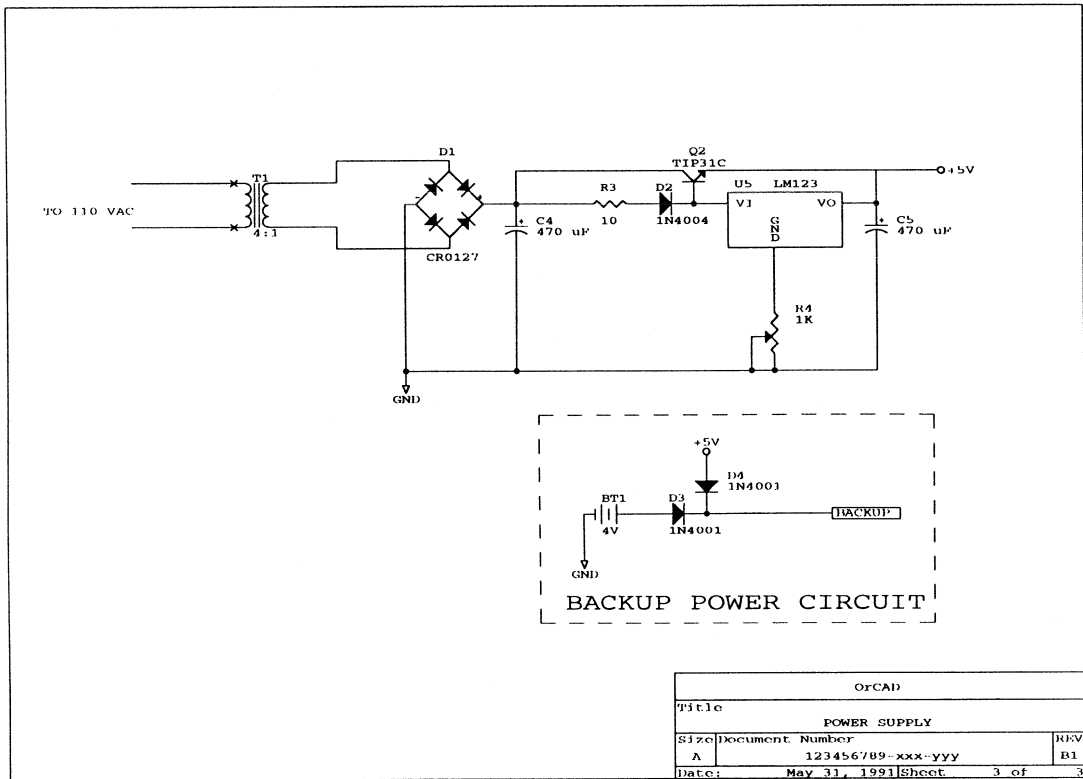 D1
Q2
TIP31C
T1
R3
D2
U5 LM123
+5V
TO 110 VAC
- +
VI
VO
+
C4
470 uF
10
1N4004
GND
+
C5
470 uF
4:1
CR0127
R4
1K
GND
+5V
D4
1N4001
BT1
D3
4V
1N4001
BACKUP
GND
BACKUP POWER CIRCUIT
OrCAD
Title
POWER SUPPLY
Size Document Number REV
A 123456789-xxx-yyy B1
Date: May 31, 1991 Sheet 3 of 3